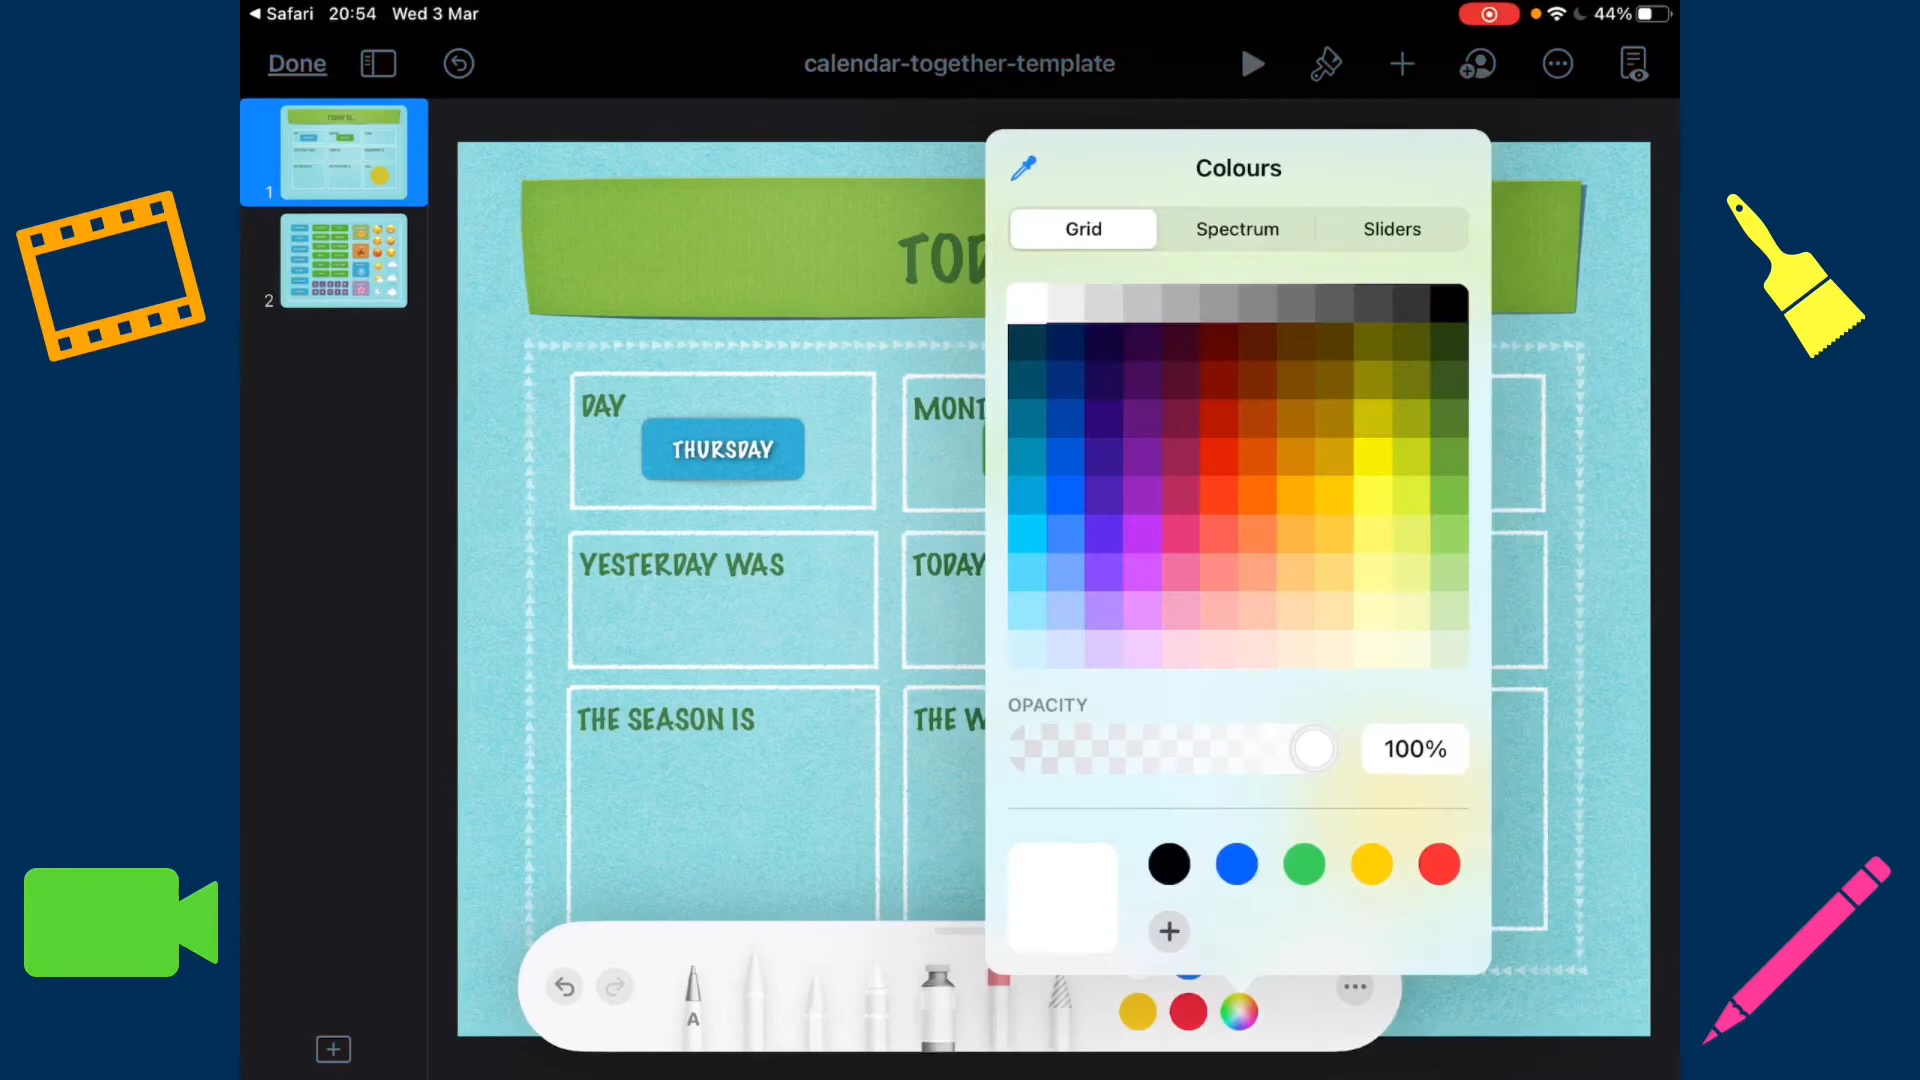 Safari 20:54 Wed 3 Mar
44%
Done
calendar-together-template
1
2
TOD
DAY
THURSDAY
MONT
YESTERDAY WAS
TODAY
THE SEASON IS
THE W
Colours
Grid
Spectrum
Sliders
OPACITY
100%
A